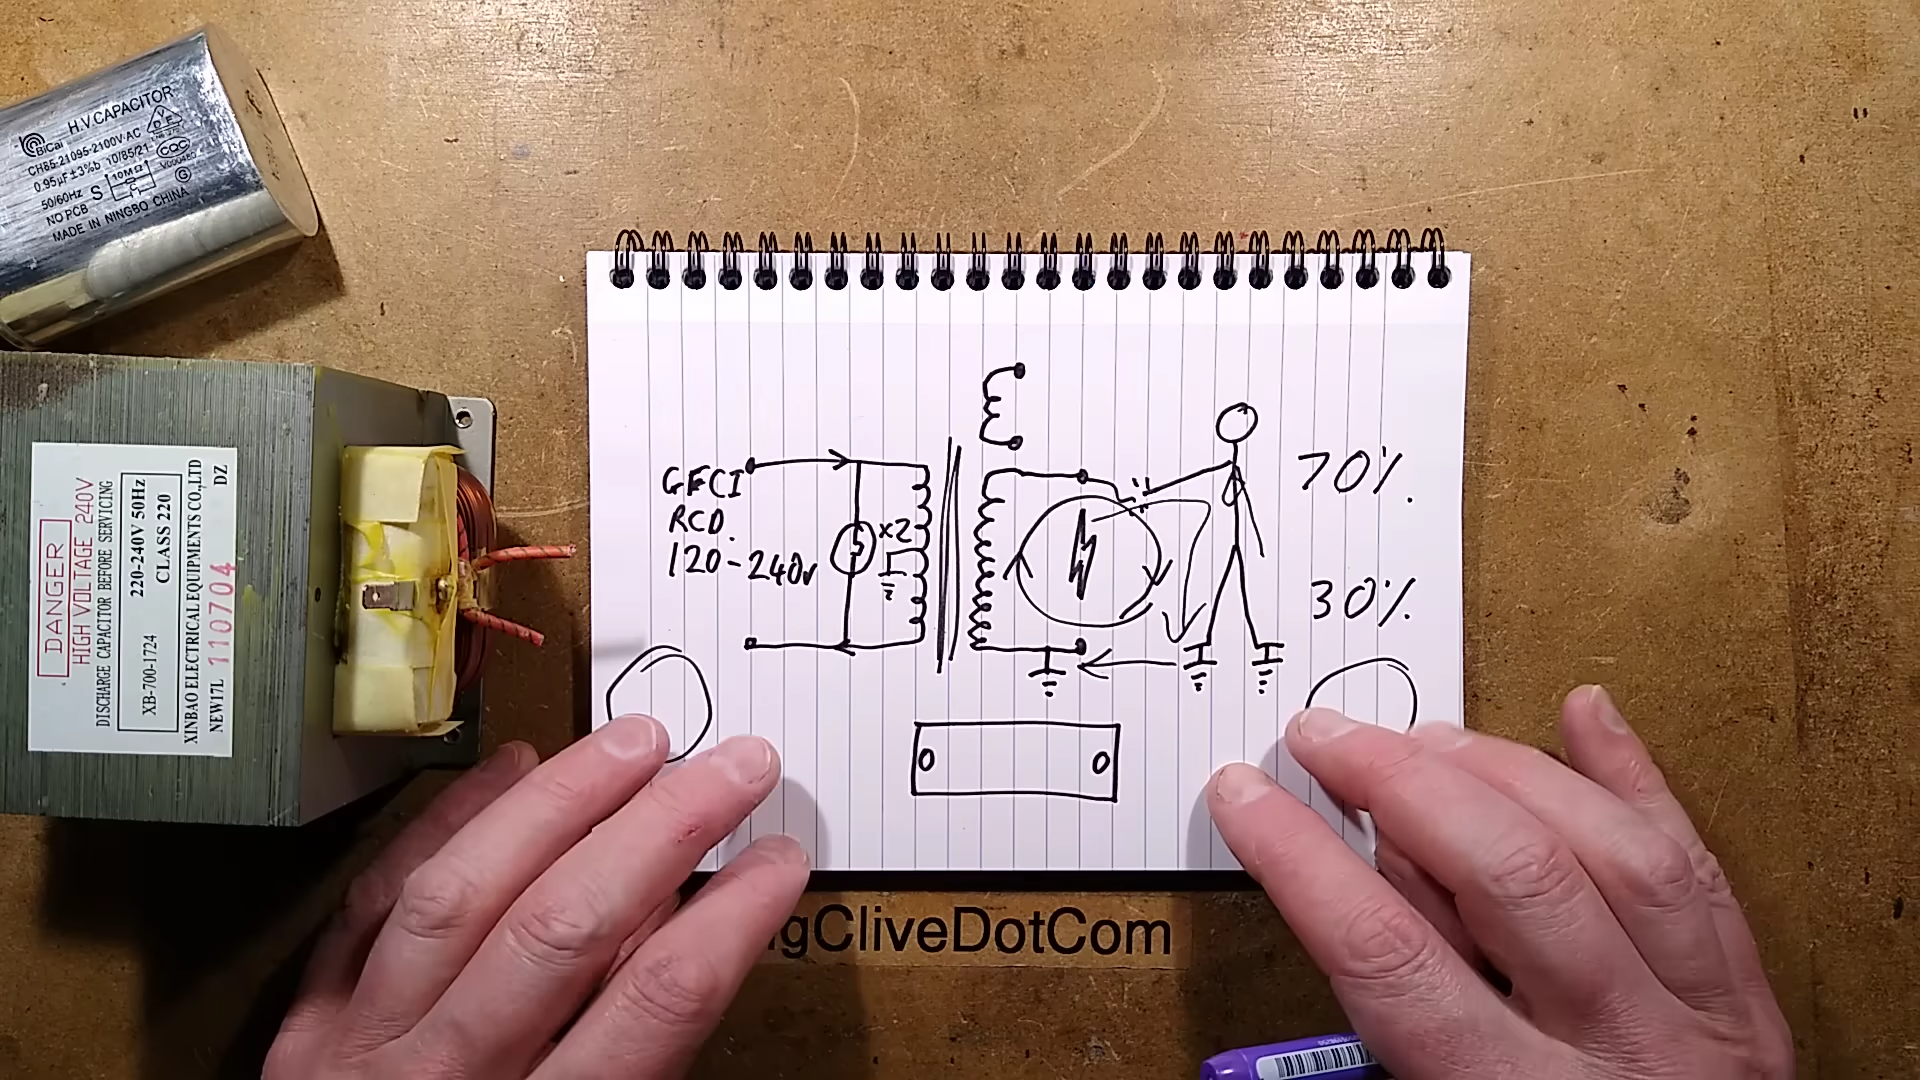 H.V.CAPACITOR
BiCai
CH85-21095-2100V·AC
0.95µF±3%b 10/85/21
50/60Hz S 10MΩ
NO PCB
MADE IN NINGBO CHINA
CQC
DANGER
HIGH VOLTAGE 240V
DISCHARGE CAPACITOR BEFORE SERVICING
220-240V 50Hz
CLASS 220
XB-700-1724
XINBAO ELECTRICAL EQUIPMENTS CO.,LTD
NEW17L 110704 DZ
GFCI
RCD.
120-240v
x2
70%.
30%.
gCliveDotCom